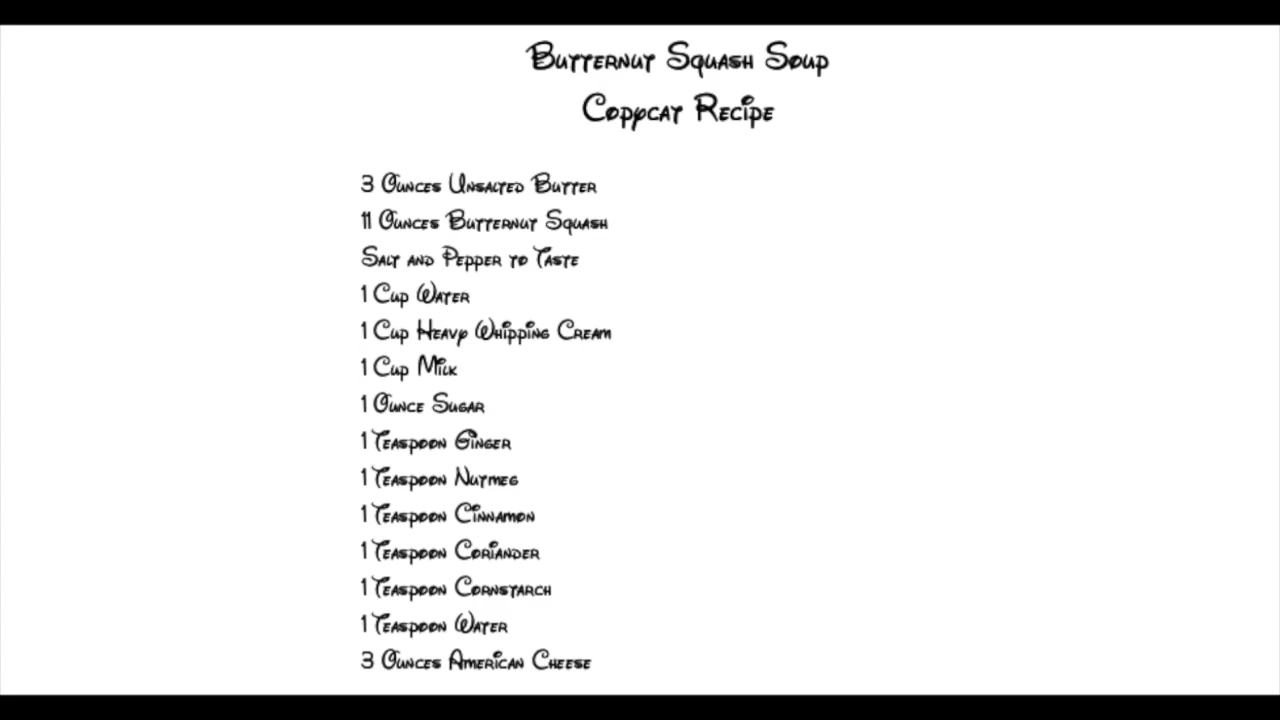 Butternut Squash Soup
Copycat Recipe
3 Ounces Unsalted Butter
11 Ounces Butternut Squash
Salt and Pepper to Taste
1 Cup Water
1 Cup Heavy Whipping Cream
1 Cup Milk
1 Ounce Sugar
1 Teaspoon Ginger
1 Teaspoon Nutmeg
1 Teaspoon Cinnamon
1 Teaspoon Coriander
1 Teaspoon Cornstarch
1 Teaspoon Water
3 Ounces American Cheese